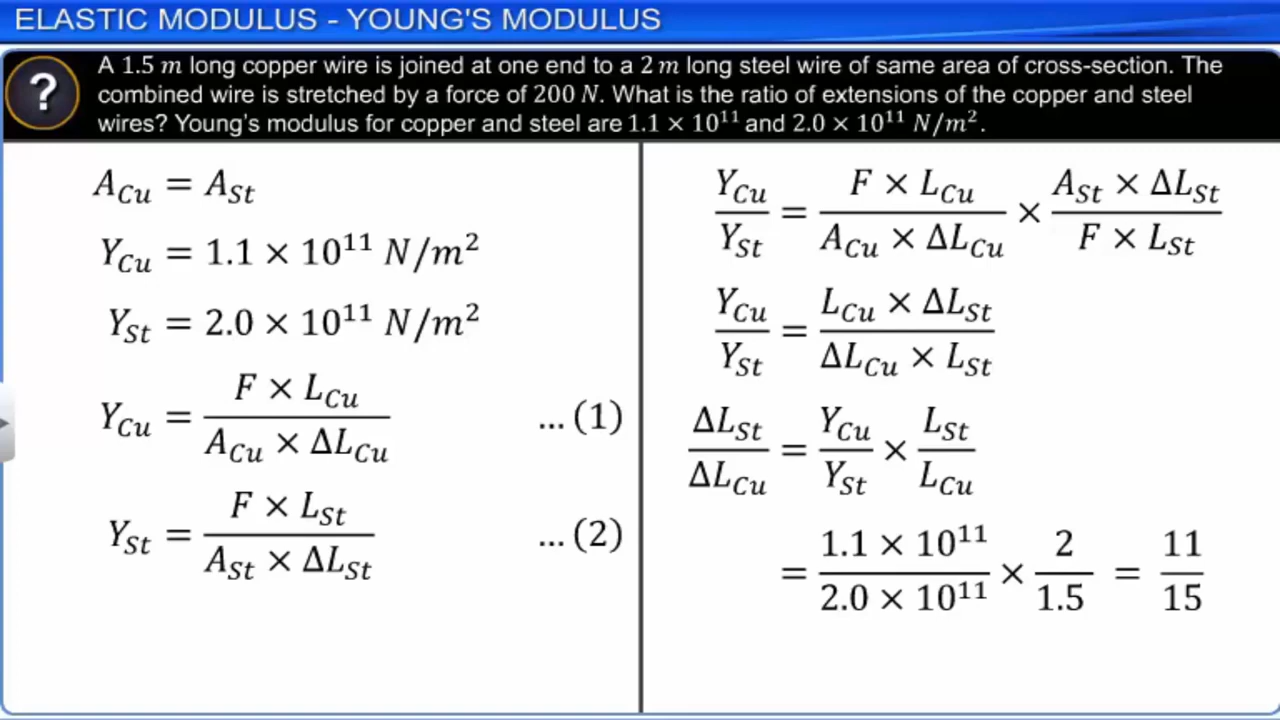 ELASTIC MODULUS - YOUNG'S MODULUS
?
A 1.5 m long copper wire is joined at one end to a 2 m long steel wire of same area of cross-section. The
combined wire is stretched by a force of 200 N. What is the ratio of extensions of the copper and steel
wires? Young's modulus for copper and steel are 1.1 × 10¹¹ and 2.0 × 10¹¹ N/m².
A_Cu = A_St
Y_Cu = 1.1 × 10¹¹ N/m²
Y_St = 2.0 × 10¹¹ N/m²
Y_Cu = (F × L_Cu)/(A_Cu × ΔL_Cu) ... (1)
Y_St = (F × L_St)/(A_St × ΔL_St) ... (2)
Y_Cu/Y_St = (F × L_Cu)/(A_Cu × ΔL_Cu) × (A_St × ΔL_St)/(F × L_St)
Y_Cu/Y_St = (L_Cu × ΔL_St)/(ΔL_Cu × L_St)
ΔL_St/ΔL_Cu = Y_Cu/Y_St × L_St/L_Cu
= (1.1 × 10¹¹)/(2.0 × 10¹¹) × 2/1.5 = 11/15